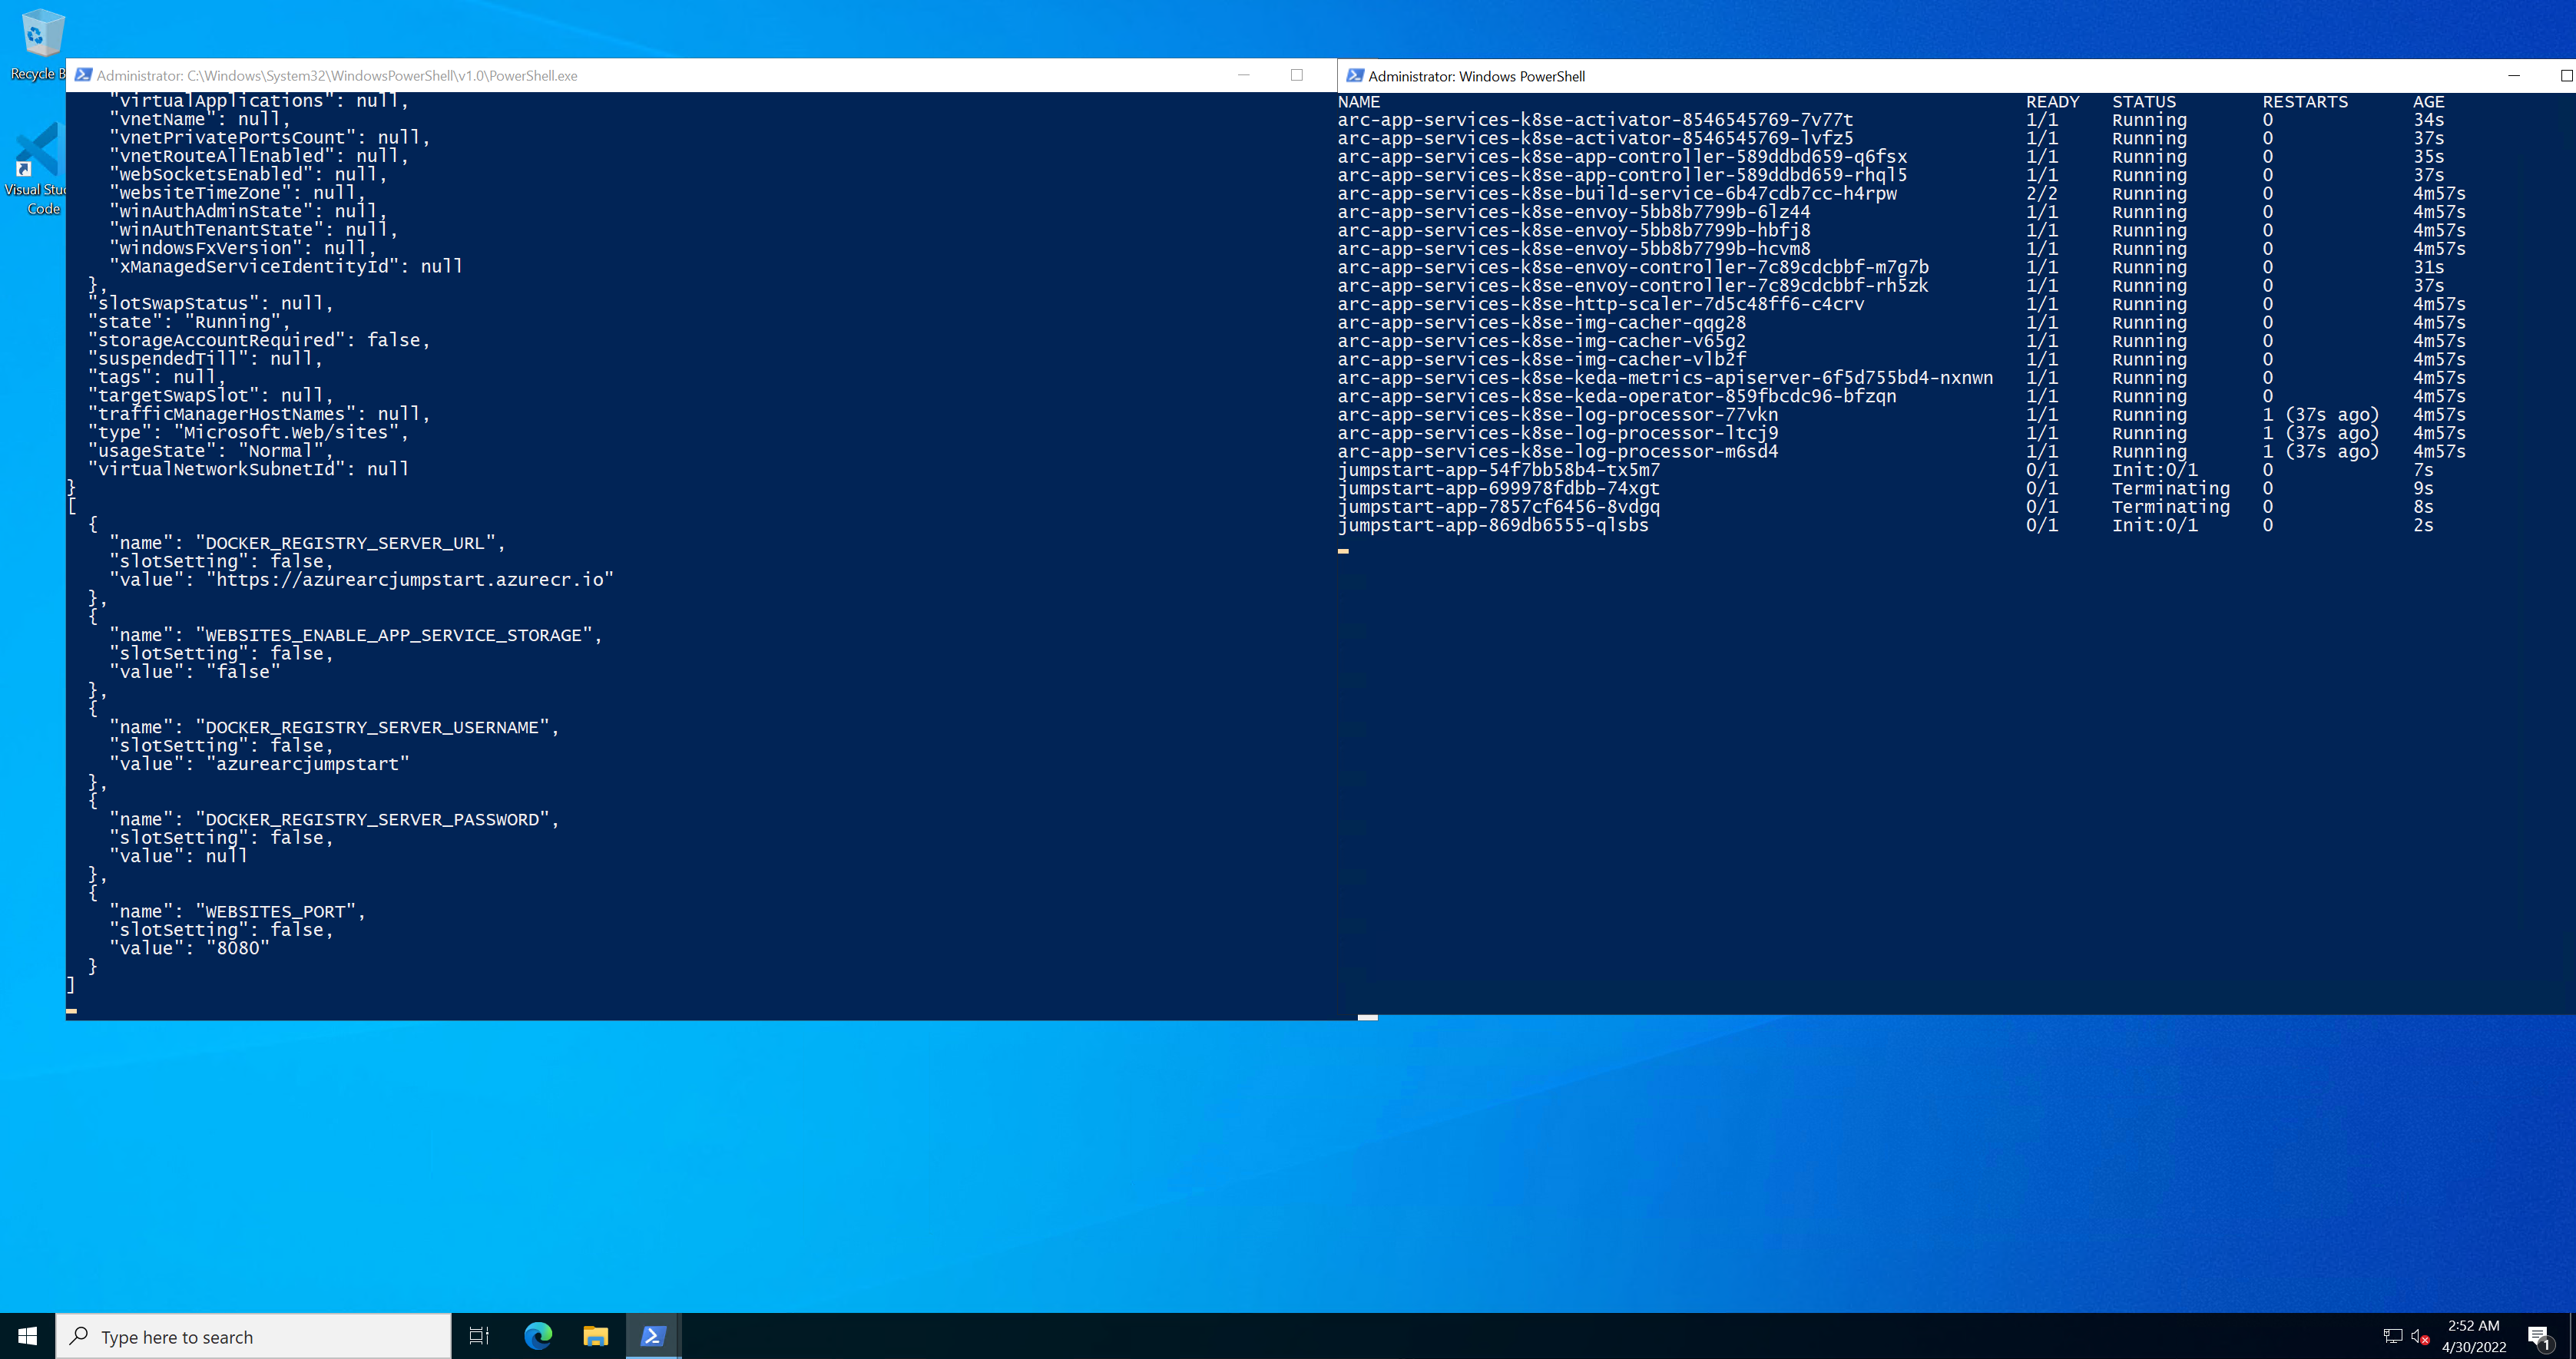 Recycle B
Visual Stu
Code
Administrator: C:\Windows\System32\WindowsPowerShell\v1.0\PowerShell.exe
"virtualApplications": null,
"vnetName": null,
"vnetPrivatePortsCount": null,
"vnetRouteAllEnabled": null,
"webSocketsEnabled": null,
"websiteTimeZone": null,
"winAuthAdminState": null,
"winAuthTenantState": null,
"windowsFxVersion": null,
"xManagedServiceIdentityId": null
},
"slotSwapStatus": null,
"state": "Running",
"storageAccountRequired": false,
"suspendedTill": null,
"tags": null,
"targetSwapSlot": null,
"trafficManagerHostNames": null,
"type": "Microsoft.Web/sites",
"usageState": "Normal",
"virtualNetworkSubnetId": null
}
[
{
"name": "DOCKER_REGISTRY_SERVER_URL",
"slotSetting": false,
"value": "https://azurearcjumpstart.azurecr.io"
},
{
"name": "WEBSITES_ENABLE_APP_SERVICE_STORAGE",
"slotSetting": false,
"value": "false"
},
{
"name": "DOCKER_REGISTRY_SERVER_USERNAME",
"slotSetting": false,
"value": "azurearcjumpstart"
},
{
"name": "DOCKER_REGISTRY_SERVER_PASSWORD",
"slotSetting": false,
"value": null
},
{
"name": "WEBSITES_PORT",
"slotSetting": false,
"value": "8080"
}
]
Administrator: Windows PowerShell
NAME READY STATUS RESTARTS AGE
arc-app-services-k8se-activator-8546545769-7v77t 1/1 Running 0 34s
arc-app-services-k8se-activator-8546545769-lvfz5 1/1 Running 0 37s
arc-app-services-k8se-app-controller-589ddbd659-q6fsx 1/1 Running 0 35s
arc-app-services-k8se-app-controller-589ddbd659-rhql5 1/1 Running 0 37s
arc-app-services-k8se-build-service-6b47cdb7cc-h4rpw 2/2 Running 0 4m57s
arc-app-services-k8se-envoy-5bb8b7799b-6lz44 1/1 Running 0 4m57s
arc-app-services-k8se-envoy-5bb8b7799b-hbfj8 1/1 Running 0 4m57s
arc-app-services-k8se-envoy-5bb8b7799b-hcvm8 1/1 Running 0 4m57s
arc-app-services-k8se-envoy-controller-7c89cdcbbf-m7g7b 1/1 Running 0 31s
arc-app-services-k8se-envoy-controller-7c89cdcbbf-rh5zk 1/1 Running 0 37s
arc-app-services-k8se-http-scaler-7d5c48ff6-c4crv 1/1 Running 0 4m57s
arc-app-services-k8se-img-cacher-qqg28 1/1 Running 0 4m57s
arc-app-services-k8se-img-cacher-v65g2 1/1 Running 0 4m57s
arc-app-services-k8se-img-cacher-vlb2f 1/1 Running 0 4m57s
arc-app-services-k8se-keda-metrics-apiserver-6f5d755bd4-nxnwn 1/1 Running 0 4m57s
arc-app-services-k8se-keda-operator-859fbcdc96-bfzqn 1/1 Running 0 4m57s
arc-app-services-k8se-log-processor-77vkn 1/1 Running 1 (37s ago) 4m57s
arc-app-services-k8se-log-processor-ltcj9 1/1 Running 1 (37s ago) 4m57s
arc-app-services-k8se-log-processor-m6sd4 1/1 Running 1 (37s ago) 4m57s
jumpstart-app-54f7bb58b4-tx5m7 0/1 Init:0/1 0 7s
jumpstart-app-699978fdbb-74xgt 0/1 Terminating 0 9s
jumpstart-app-7857cf6456-8vdgq 0/1 Terminating 0 8s
jumpstart-app-869db6555-qlsbs 0/1 Init:0/1 0 2s
Type here to search
2:52 AM
4/30/2022
1